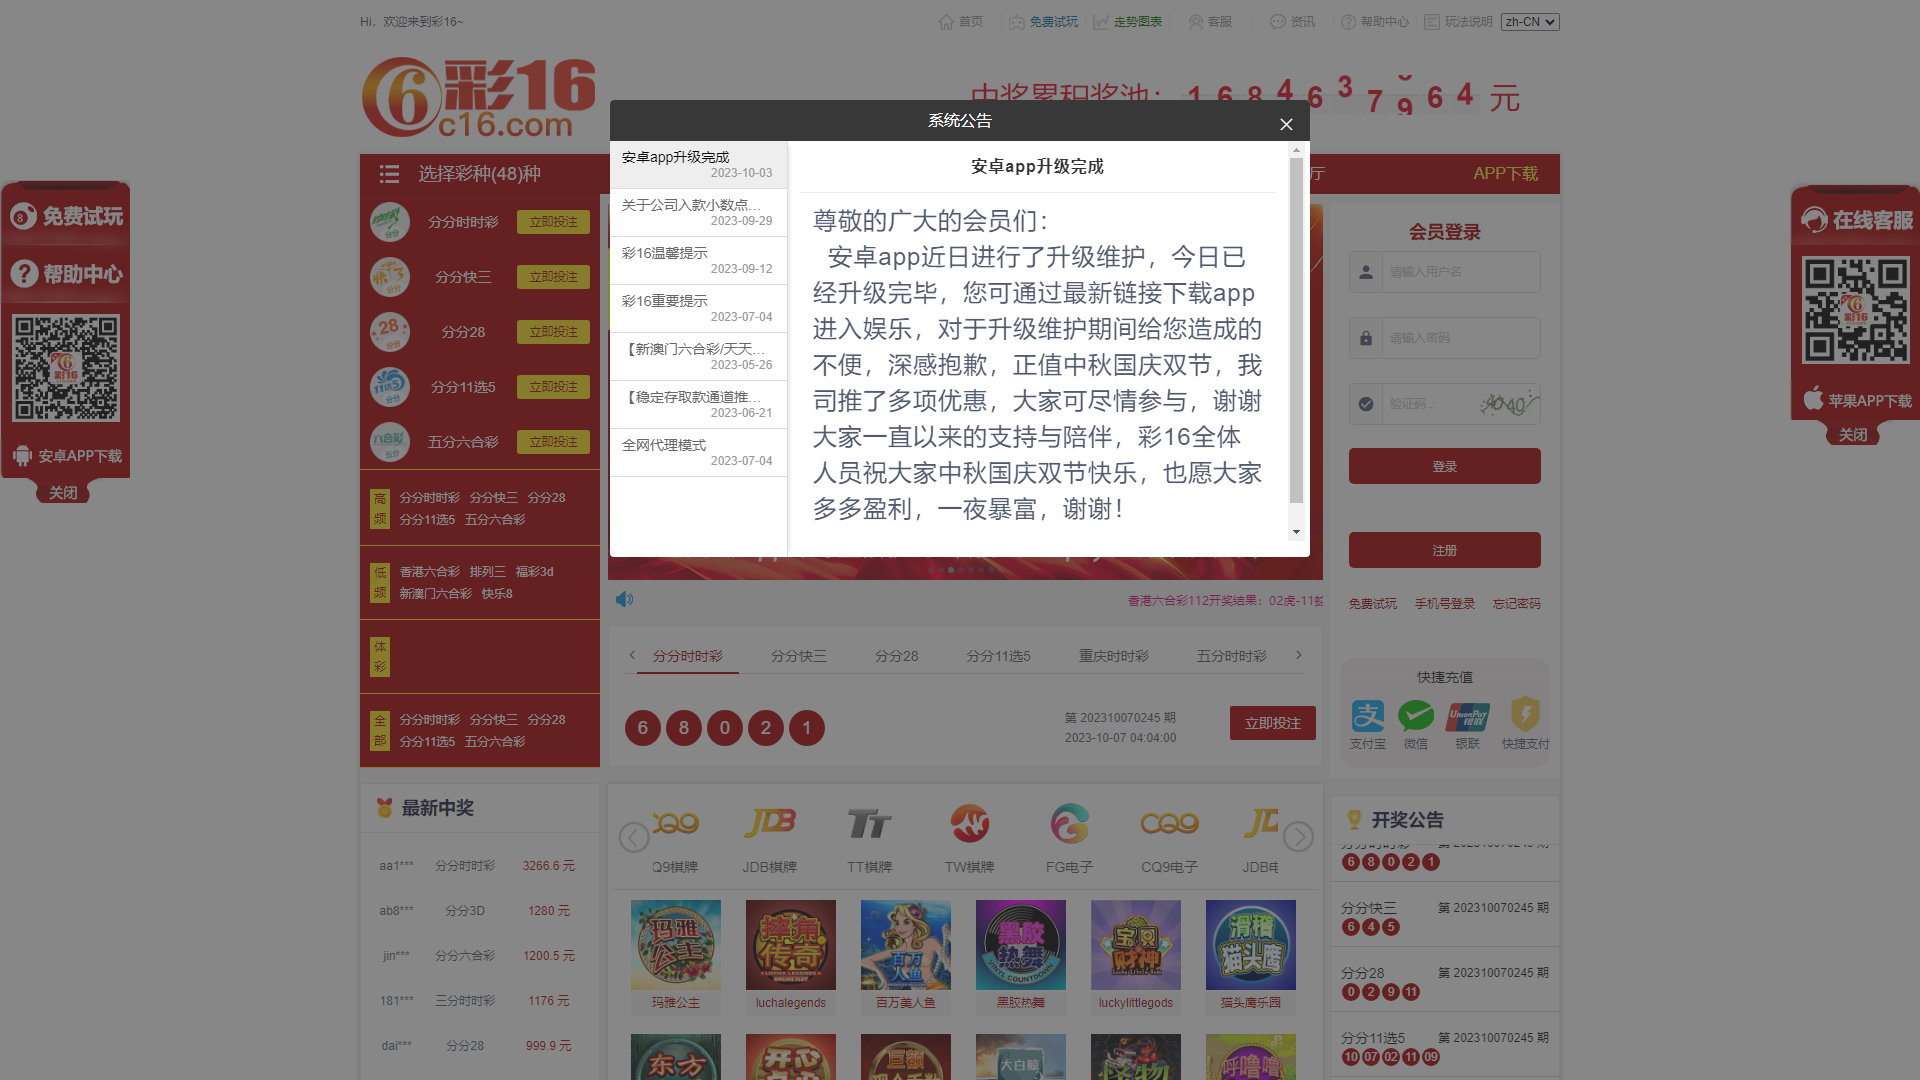 Hi，欢迎来到彩16~
首页
免费试玩
走势图表
客服
资讯
帮助中心
玩法说明
zh-CN
彩16
c16.com
中奖累积奖池：
元
系统公告
安卓app升级完成
2023-10-03
关于公司入款小数点...
2023-09-29
彩16温馨提示
2023-09-12
彩16重要提示
2023-07-04
【新澳门六合彩/天天...
2023-05-26
【稳定存取款通道推...
2023-06-21
全网代理模式
2023-07-04
安卓app升级完成
尊敬的广大的会员们：
安卓app近日进行了升级维护，今日已
经升级完毕，您可通过最新链接下载app
进入娱乐，对于升级维护期间给您造成的
不便，深感抱歉，正值中秋国庆双节，我
司推了多项优惠，大家可尽情参与，谢谢
大家一直以来的支持与陪伴，彩16全体
人员祝大家中秋国庆双节快乐，也愿大家
多多盈利，一夜暴富，谢谢！
选择彩种(48)种
厅
APP下载
分分时时彩 立即投注
分分快三 立即投注
分分28 立即投注
分分11选5 立即投注
五分六合彩 立即投注
高频
分分时时彩 分分快三 分分28
分分11选5 五分六合彩
低频
香港六合彩 排列三 福彩3d
新澳门六合彩 快乐8
体彩
全部
分分时时彩 分分快三 分分28
分分11选5 五分六合彩
免费试玩
帮助中心
安卓APP下载
关闭
在线客服
苹果APP下载
关闭
会员登录
请输入用户名
请输入密码
验证码...
登录
注册
免费试玩 手机号登录 忘记密码
快捷充值
支付宝 微信 银联 快捷支付
香港六合彩112开奖结果：02虎-11
分分时时彩 分分快三 分分28 分分11选5 重庆时时彩 五分时时彩
6 8 0 2 1
第 202310070245 期
2023-10-07 04:04:00
立即投注
最新中奖
aa1*** 分分时时彩 3266.6 元
ab8*** 分分3D 1280 元
jin*** 分分六合彩 1200.5 元
181*** 三分时时彩 1176 元
dai*** 分分28 999.9 元
Q9棋牌 JDB棋牌 TT棋牌 TW棋牌 FG电子 CQ9电子 JDB电
玛雅公主 luchalegends 百万美人鱼 黑胶热舞 luckylittlegods 猫头鹰乐园
开奖公告
6 8 0 2 1
分分快三 第 202310070245 期
6 4 5
分分28 第 202310070245 期
0 2 9 11
分分11选5 第 202310070245 期
10 07 02 11 09